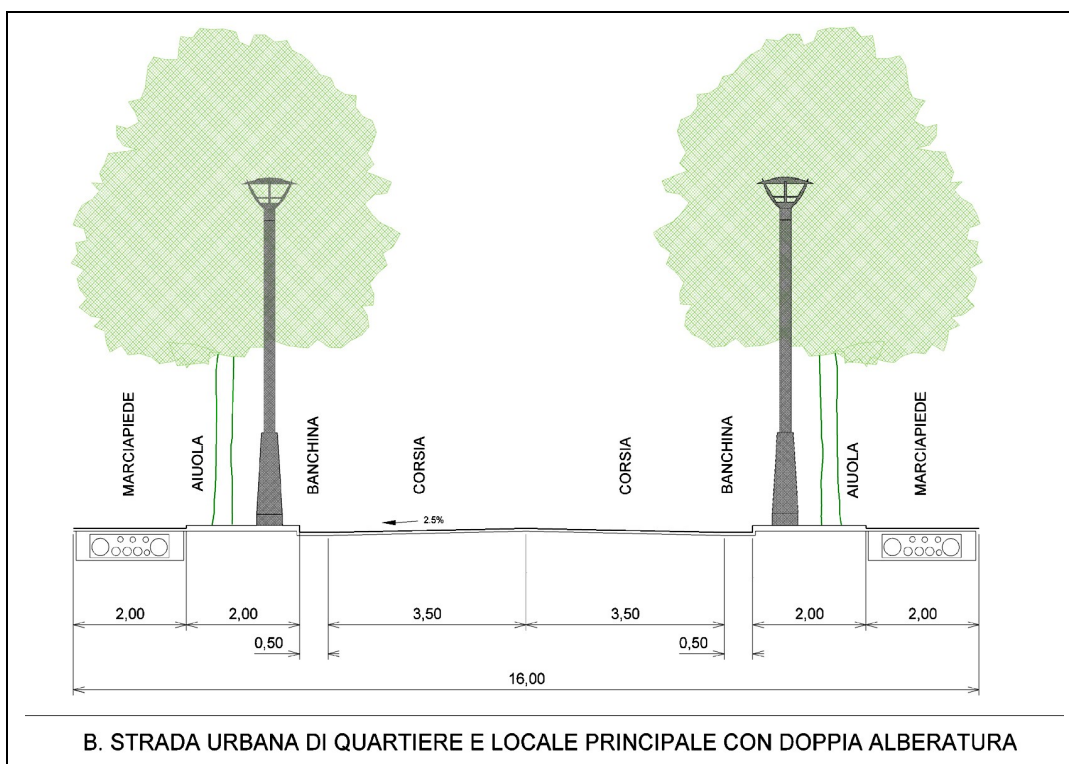 MARCIAPIEDE
AIUOLA
BANCHINA
CORSIA
CORSIA
BANCHINA
AIUOLA
MARCIAPIEDE
2.5%
2,00
2,00
3,50
3,50
2,00
2,00
0,50
0,50
16,00
B. STRADA URBANA DI QUARTIERE E LOCALE PRINCIPALE CON DOPPIA ALBERATURA